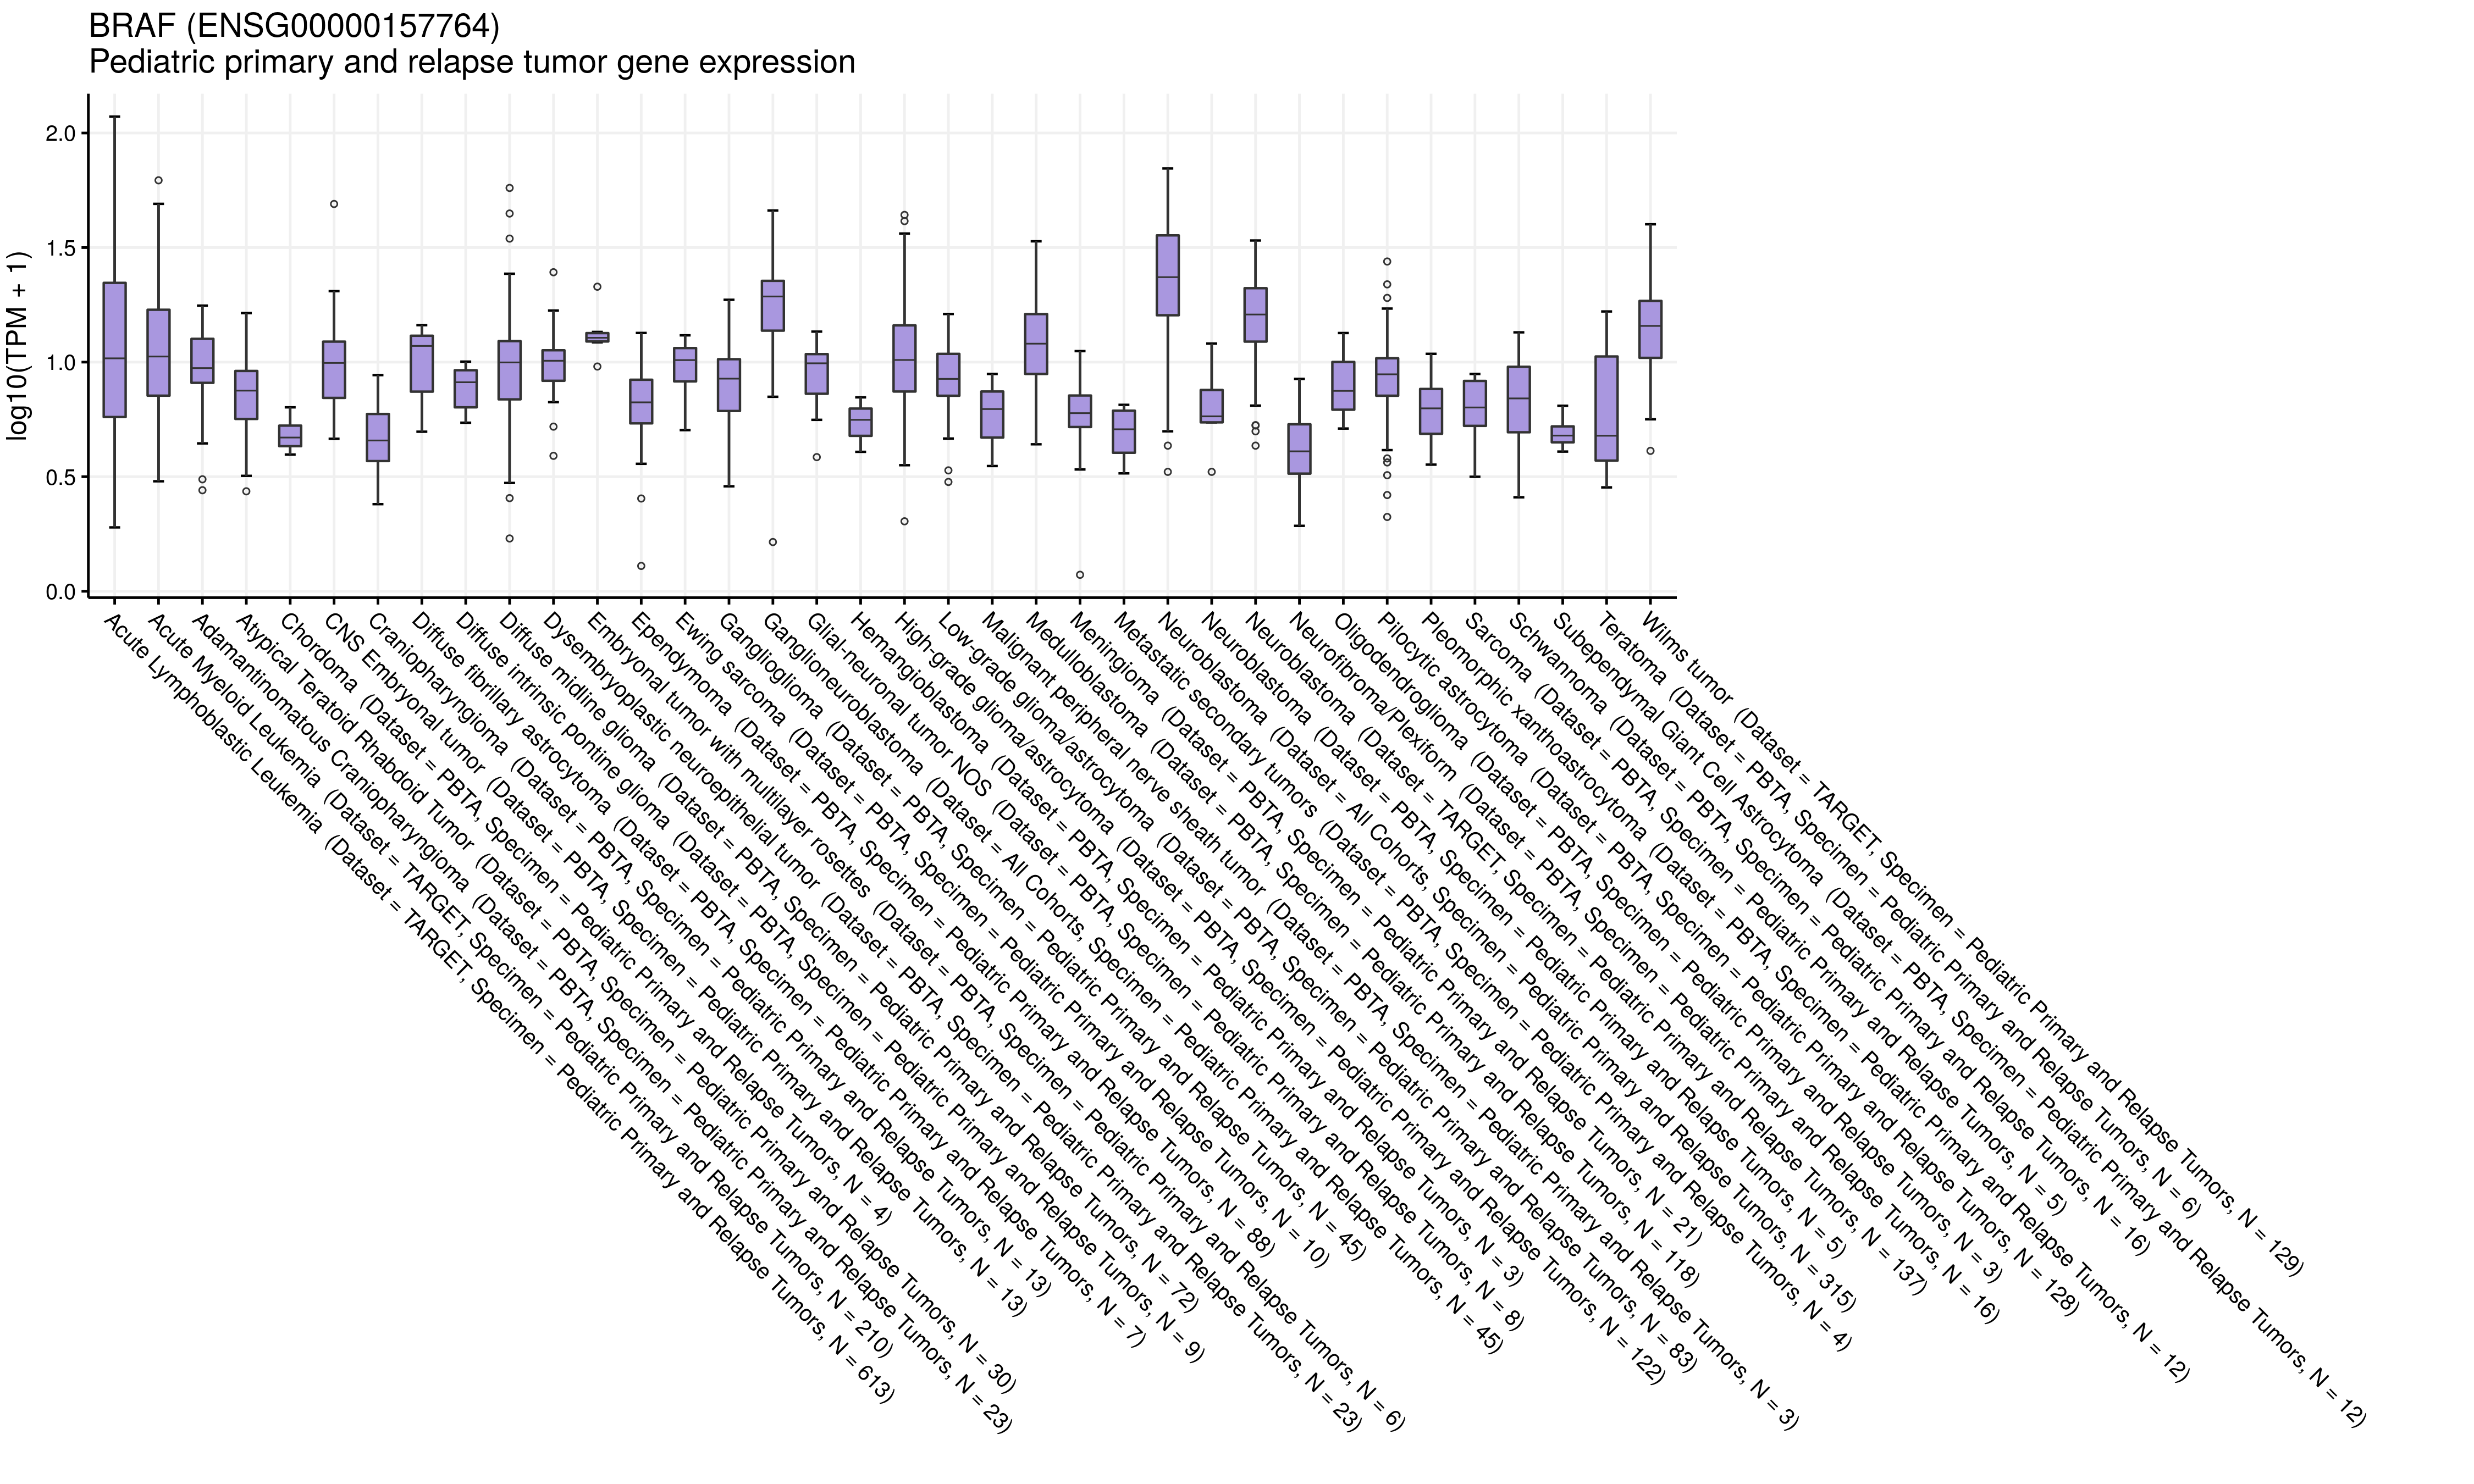 BRAF (ENSG00000157764)
Pediatric primary and relapse tumor gene expression
log10(TPM + 1)
2.0
1.5
1.0
0.5
0.0
Acute Lymphoblastic Leukemia (Dataset = TARGET, Specimen = Pediatric Primary and Relapse Tumors, N = 613)
Acute Myeloid Leukemia (Dataset = TARGET, Specimen = Pediatric Primary and Relapse Tumors, N = 210)
Adamantinomatous Craniopharyngioma (Dataset = PBTA, Specimen = Pediatric Primary and Relapse Tumors, N = 23)
Atypical Teratoid Rhabdoid Tumor (Dataset = PBTA, Specimen = Pediatric Primary and Relapse Tumors, N = 30)
Chordoma (Dataset = PBTA, Specimen = Pediatric Primary and Relapse Tumors, N = 4)
CNS Embryonal tumor (Dataset = PBTA, Specimen = Pediatric Primary and Relapse Tumors, N = 13)
Craniopharyngioma (Dataset = PBTA, Specimen = Pediatric Primary and Relapse Tumors, N = 13)
Diffuse fibrillary astrocytoma (Dataset = PBTA, Specimen = Pediatric Primary and Relapse Tumors, N = 7)
Diffuse intrinsic pontine glioma (Dataset = PBTA, Specimen = Pediatric Primary and Relapse Tumors, N = 9)
Diffuse midline glioma (Dataset = PBTA, Specimen = Pediatric Primary and Relapse Tumors, N = 72)
Dysembryoplastic neuroepithelial tumor (Dataset = PBTA, Specimen = Pediatric Primary and Relapse Tumors, N = 23)
Embryonal tumor with multilayer rosettes (Dataset = PBTA, Specimen = Pediatric Primary and Relapse Tumors, N = 6)
Ependymoma (Dataset = PBTA, Specimen = Pediatric Primary and Relapse Tumors, N = 88)
Ewing sarcoma (Dataset = PBTA, Specimen = Pediatric Primary and Relapse Tumors, N = 10)
Ganglioglioma (Dataset = PBTA, Specimen = Pediatric Primary and Relapse Tumors, N = 45)
Ganglioneuroblastoma (Dataset = All Cohorts, Specimen = Pediatric Primary and Relapse Tumors, N = 45)
Glial-neuronal tumor NOS (Dataset = PBTA, Specimen = Pediatric Primary and Relapse Tumors, N = 8)
Hemangioblastoma (Dataset = PBTA, Specimen = Pediatric Primary and Relapse Tumors, N = 3)
High-grade glioma/astrocytoma (Dataset = PBTA, Specimen = Pediatric Primary and Relapse Tumors, N = 122)
Low-grade glioma/astrocytoma (Dataset = PBTA, Specimen = Pediatric Primary and Relapse Tumors, N = 83)
Malignant peripheral nerve sheath tumor (Dataset = PBTA, Specimen = Pediatric Primary and Relapse Tumors, N = 3)
Medulloblastoma (Dataset = PBTA, Specimen = Pediatric Primary and Relapse Tumors, N = 118)
Meningioma (Dataset = PBTA, Specimen = Pediatric Primary and Relapse Tumors, N = 21)
Metastatic secondary tumors (Dataset = PBTA, Specimen = Pediatric Primary and Relapse Tumors, N = 4)
Neuroblastoma (Dataset = All Cohorts, Specimen = Pediatric Primary and Relapse Tumors, N = 315)
Neuroblastoma (Dataset = PBTA, Specimen = Pediatric Primary and Relapse Tumors, N = 5)
Neuroblastoma (Dataset = TARGET, Specimen = Pediatric Primary and Relapse Tumors, N = 137)
Neurofibroma/Plexiform (Dataset = PBTA, Specimen = Pediatric Primary and Relapse Tumors, N = 16)
Oligodendroglioma (Dataset = PBTA, Specimen = Pediatric Primary and Relapse Tumors, N = 3)
Pilocytic astrocytoma (Dataset = PBTA, Specimen = Pediatric Primary and Relapse Tumors, N = 128)
Pleomorphic xanthoastrocytoma (Dataset = PBTA, Specimen = Pediatric Primary and Relapse Tumors, N = 12)
Sarcoma (Dataset = PBTA, Specimen = Pediatric Primary and Relapse Tumors, N = 5)
Schwannoma (Dataset = PBTA, Specimen = Pediatric Primary and Relapse Tumors, N = 16)
Subependymal Giant Cell Astrocytoma (Dataset = PBTA, Specimen = Pediatric Primary and Relapse Tumors, N = 12)
Teratoma (Dataset = PBTA, Specimen = Pediatric Primary and Relapse Tumors, N = 6)
Wilms tumor (Dataset = TARGET, Specimen = Pediatric Primary and Relapse Tumors, N = 129)